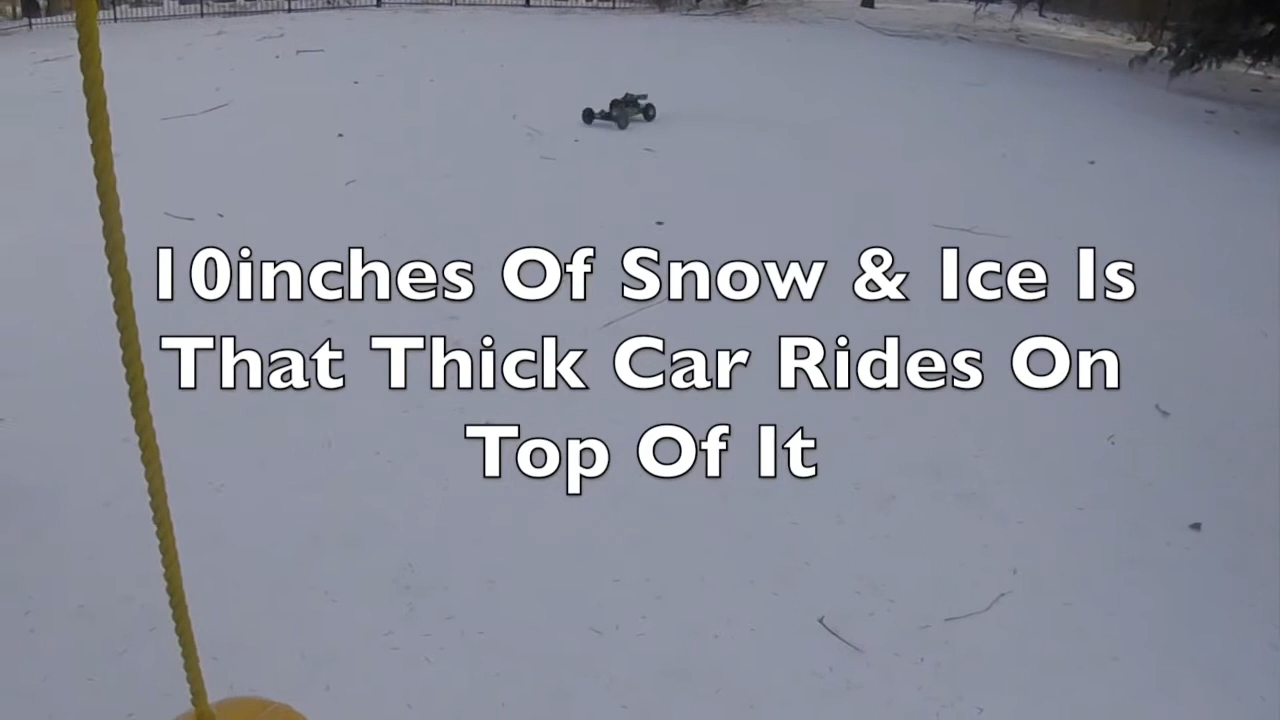 10inches Of Snow & Ice Is
That Thick Car Rides On
Top Of It